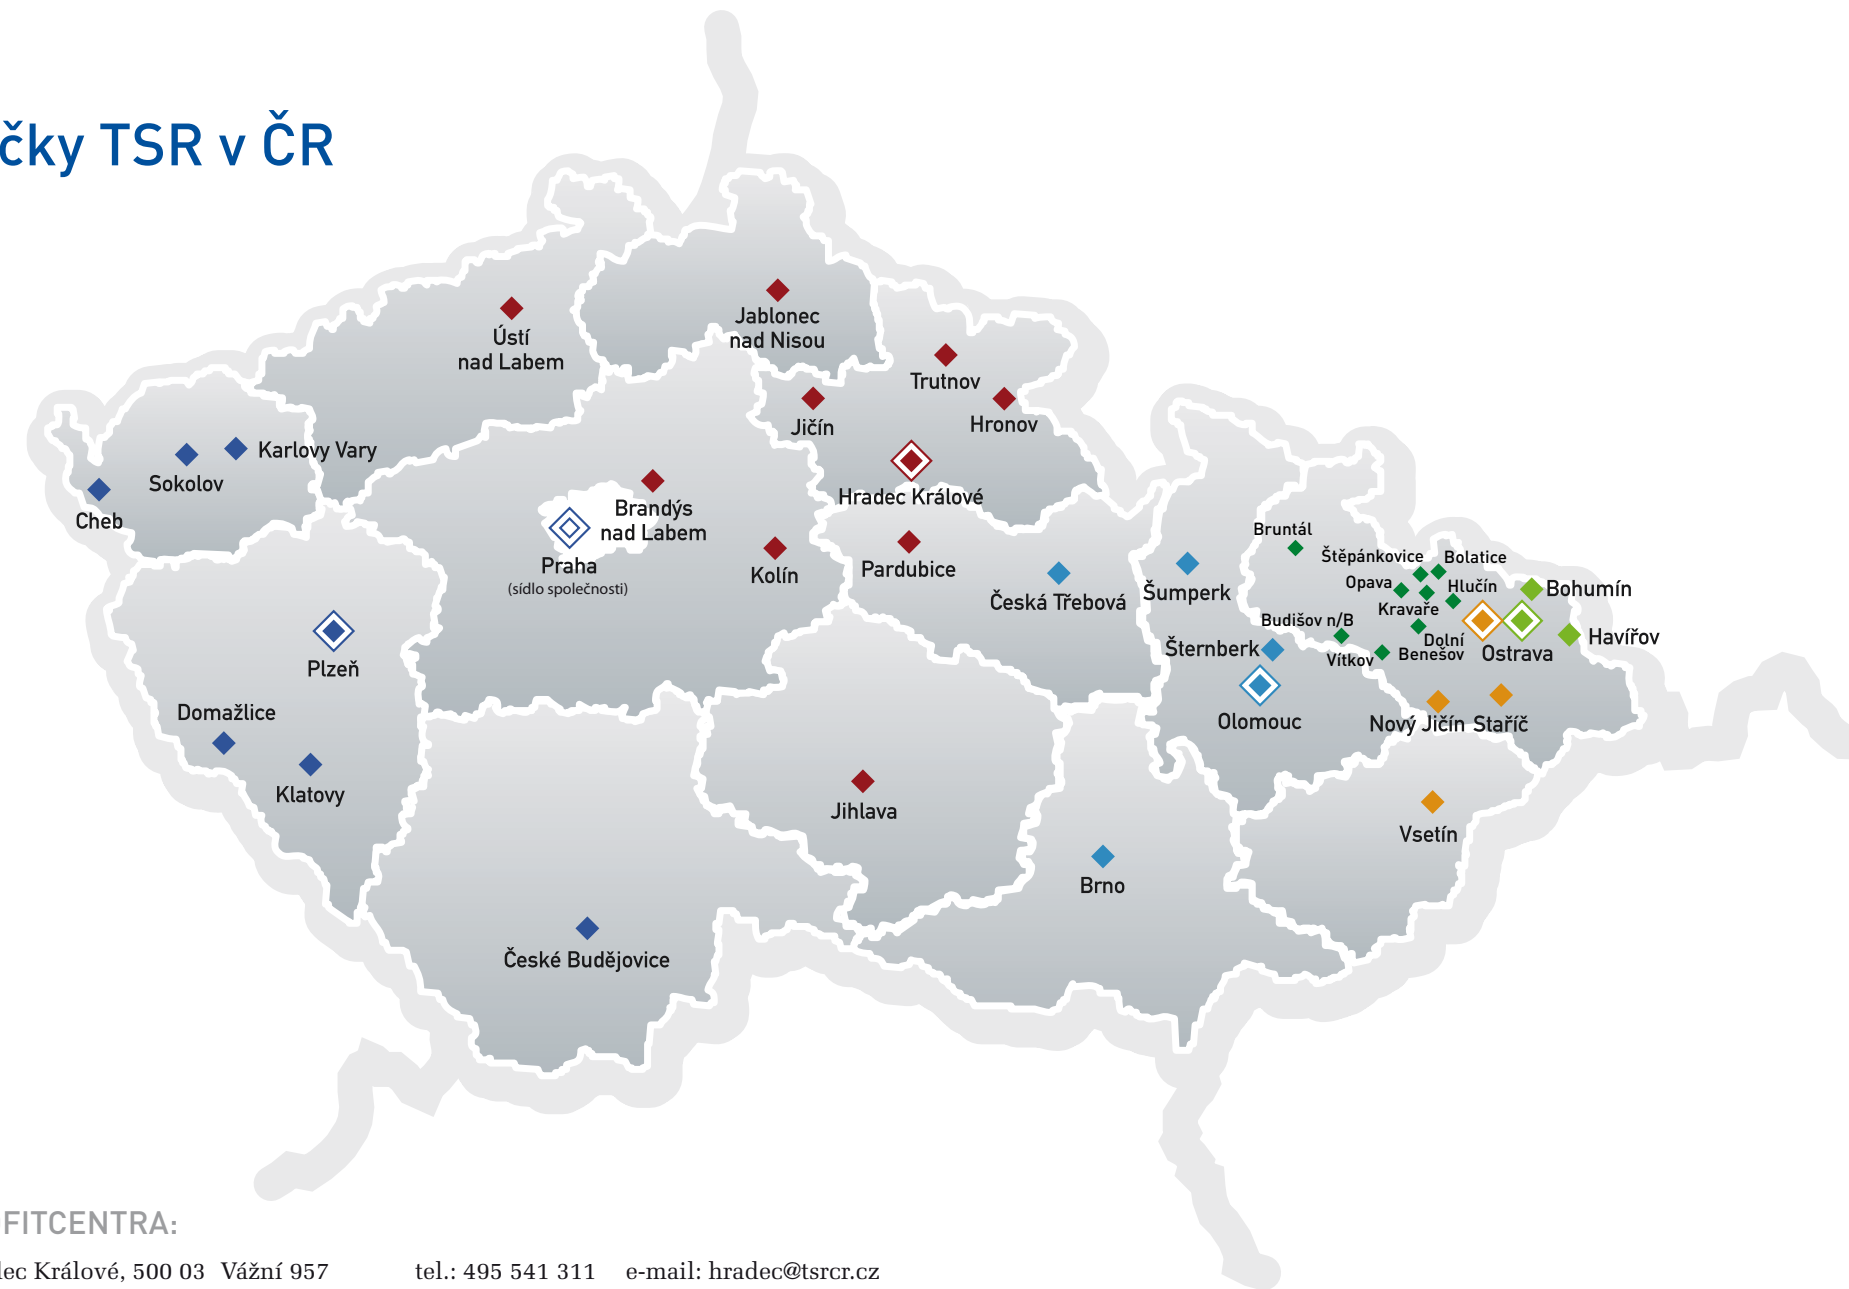 čky TSR v ČR
Jablonec
nad Nisou
Ústí
nad Labem
Trutnov
Jičín
Hronov
Karlovy Vary
Sokolov
Hradec Králové
Cheb
Brandýs
nad Labem
Bruntál
Praha
(sídlo společnosti)
Kolín
Pardubice
Česká Třebová
Šumperk
Štěpánkovice
Bolatice
Opava
Hlučín
Bohumín
Kravaře
Budišov n/B
Havířov
Dolní
Benešov
Ostrava
Šternberk
Vítkov
Plzeň
Domažlice
Olomouc
Nový Jičín
Staříč
Klatovy
Jihlava
Vsetín
Brno
České Budějovice
FITCENTRA:
lec Králové, 500 03 Vážní 957 tel.: 495 541 311 e-mail: hradec@tsrcr.cz